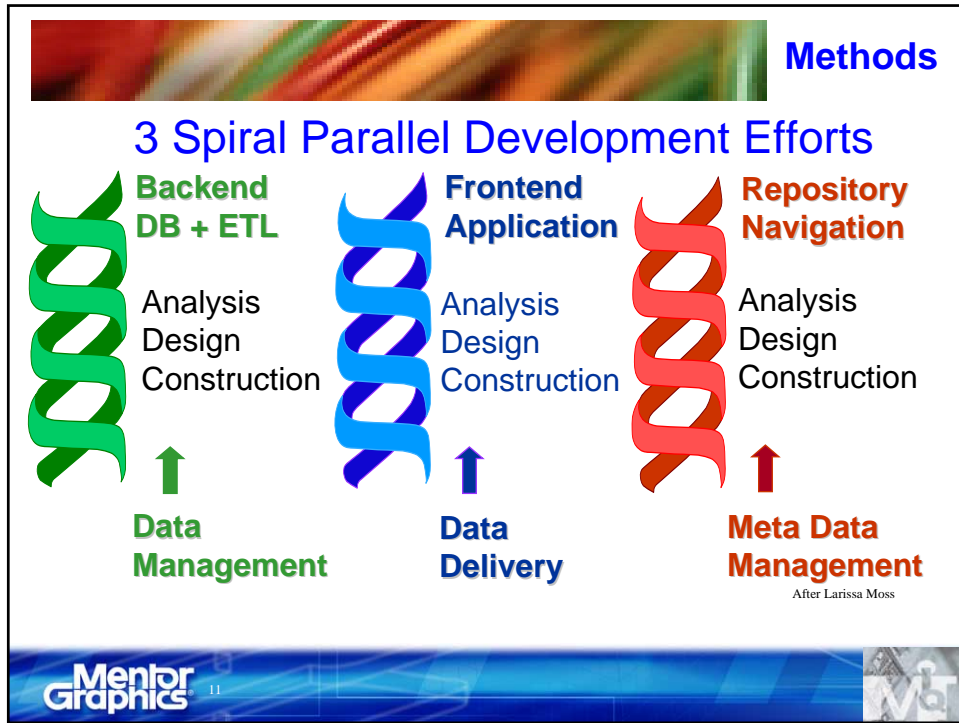 Methods
3 Spiral Parallel Development Efforts
Backend
DB + ETL
Analysis
Design
Construction
Data
Management
Frontend
Application
Analysis
Design
Construction
Data
Delivery
Repository
Navigation
Analysis
Design
Construction
Meta Data
Management
After Larissa Moss
Mentor
Graphics®
11